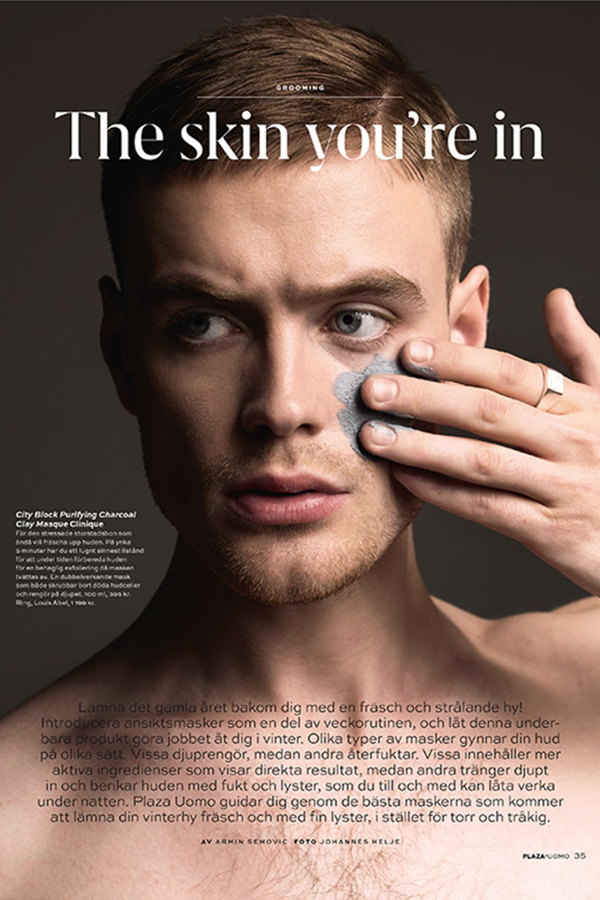 GROOMING
The skin you're in
City Block Purifying Charcoal
Clay Masque Clinique
För den stressade storstadsbon som
ändå vill fräscha upp huden. På ynka
5 minuter har du ett lugnt sinnestillstånd
för att under tiden förbereda huden
för en behaglig exfoliering då masken
tvättas av. En dubbelverkande mask
som både skrubbar bort döda hudceller
och rengör på djupet. 100 ml, 395 kr.
Ring, Louis Abel, 1 199 kr.
Lämna det gamla året bakom dig med en fräsch och strålande hy!
Introducera ansiktsmasker som en del av veckorutinen, och låt denna under-
bara produkt göra jobbet åt dig i vinter. Olika typer av masker gynnar din hud
på olika sätt. Vissa djuprengör, medan andra återfuktar. Vissa innehåller mer
aktiva ingredienser som visar direkta resultat, medan andra tränger djupt
in och berikar huden med fukt och lyster, som du till och med kan låta verka
under natten. Plaza Uomo guidar dig genom de bästa maskerna som kommer
att lämna din vinterhy fräsch och med fin lyster, i stället för torr och tråkig.
AV ARMIN SEMOVIC FOTO JOHANNES HELJE
PLAZA UOMO 35